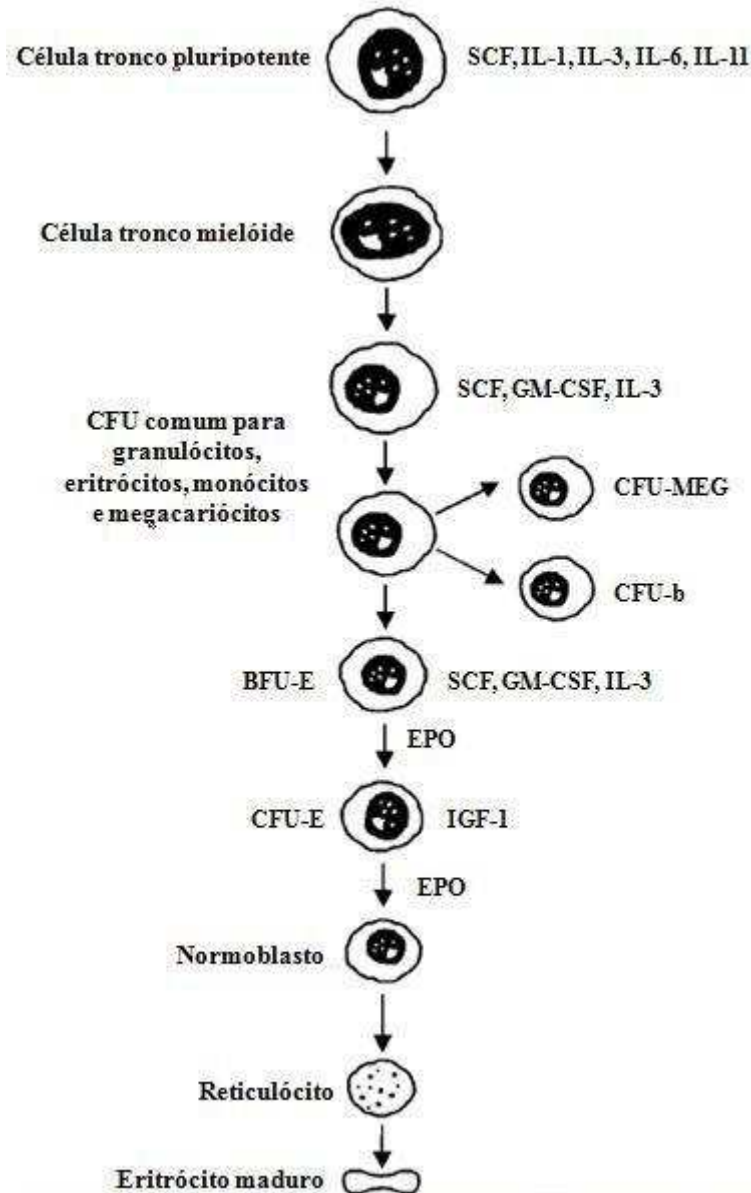 Célula tronco pluripotente
SCF, IL-1, IL-3, IL-6, IL-11
Célula tronco mielóide
SCF, GM-CSF, IL-3
CFU comum para
granulócitos,
eritrócitos, monócitos
e megacariócitos
CFU-MEG
CFU-b
BFU-E
SCF, GM-CSF, IL-3
EPO
CFU-E
IGF-1
EPO
Normoblasto
Reticulócito
Eritrócito maduro